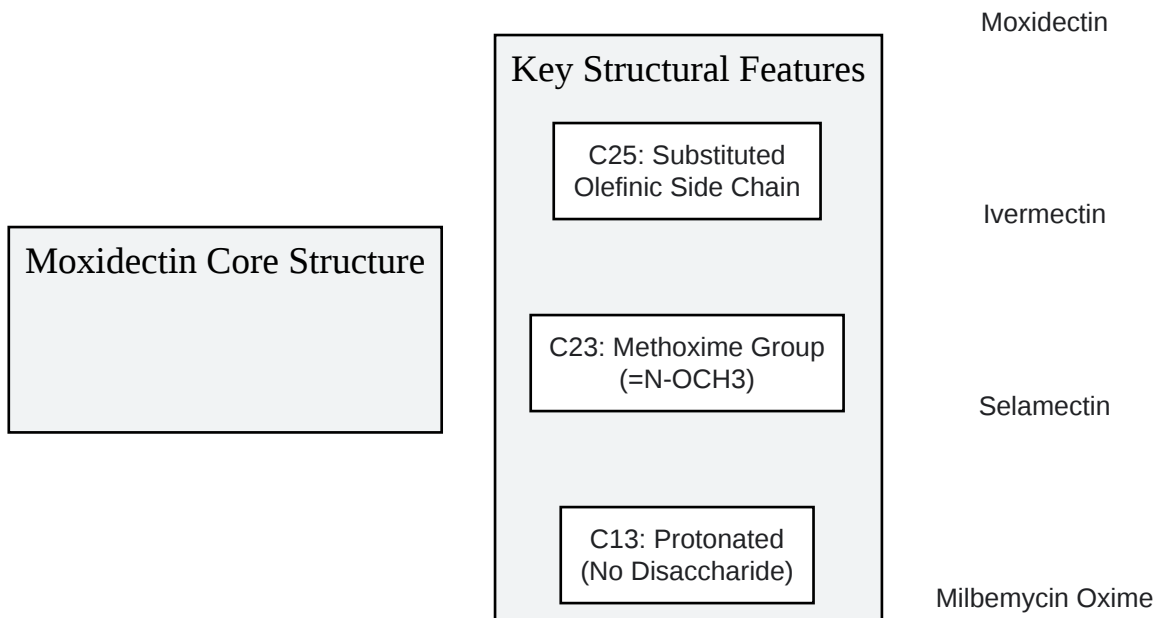 Moxidectin Core Structure
Key Structural Features
C25: Substituted
Olefinic Side Chain
C23: Methoxime Group
(=N-OCH3)
C13: Protonated
(No Disaccharide)
Moxidectin
Ivermectin
Selamectin
Milbemycin Oxime